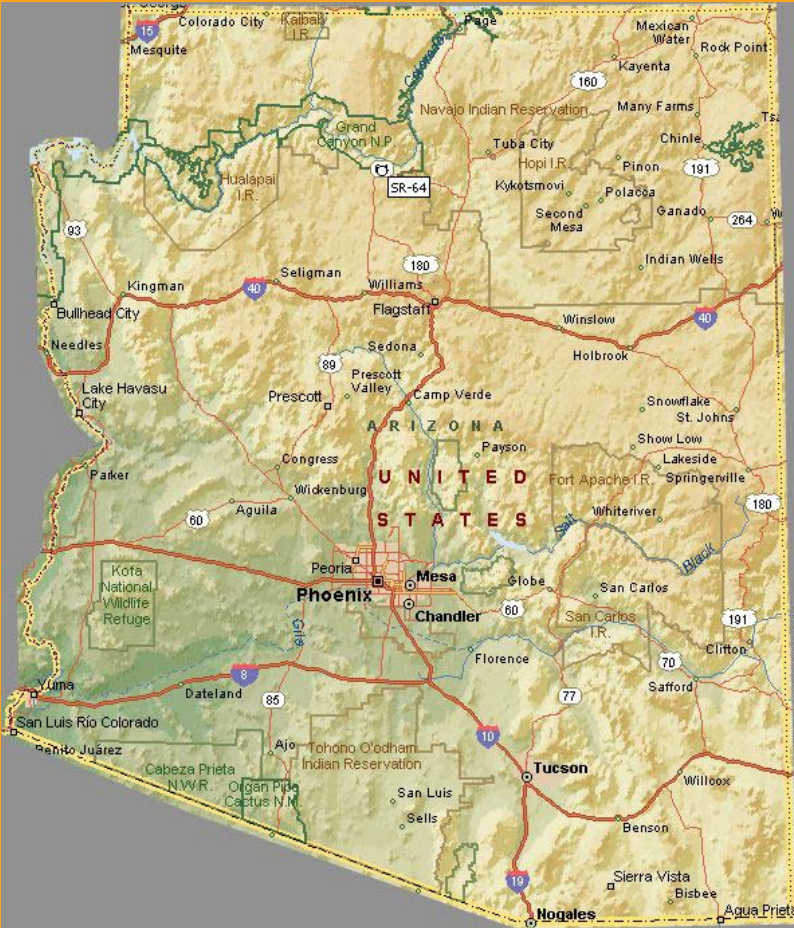 Colorado City
Kaibab
I.R.
Page
Mexican
Water
15
Mesquite
Rock Point
Kayenta
160
Colorado
Navajo Indian Reservation
Many Farms
Grand
Canyon N.P.
Tuba City
Chinle
Hopi I.R.
Pinon
191
SR-64
Hualapai
I.R.
Kykotsmovi
Polacca
Second
Mesa
Ganado
264
93
180
Indian Wells
Kingman
Seligman
40
Williams
Flagstaff
Bullhead City
Winslow
40
Needles
Sedona
Holbrook
89
Prescott
Valley
Lake Havasu
City
Prescott
Camp Verde
Snowflake
St. Johns
ARIZONA
Payson
Show Low
Lakeside
Springerville
Congress
Parker
UNITED
STATES
Fort Apache I.R.
Wickenburg
Aguila
60
Whiteriver
180
Salt
Black
Peoria
Mesa
Phoenix
Chandler
Globe
San Carlos
60
San Carlos
I.R.
Kofa
National
Wildlife
Refuge
Gila
191
Clifton
Florence
70
Safford
8
Yuma
Dateland
85
77
San Luis Río Colorado
Benito Juárez
10
Ajo
Tohono O'odham
Indian Reservation
Tucson
Cabeza Prieta
N.W.R.
Organ Pipe
Cactus N.M.
San Luis
Sells
Willcox
Benson
19
Sierra Vista
Bisbee
Nogales
Agua Prieta